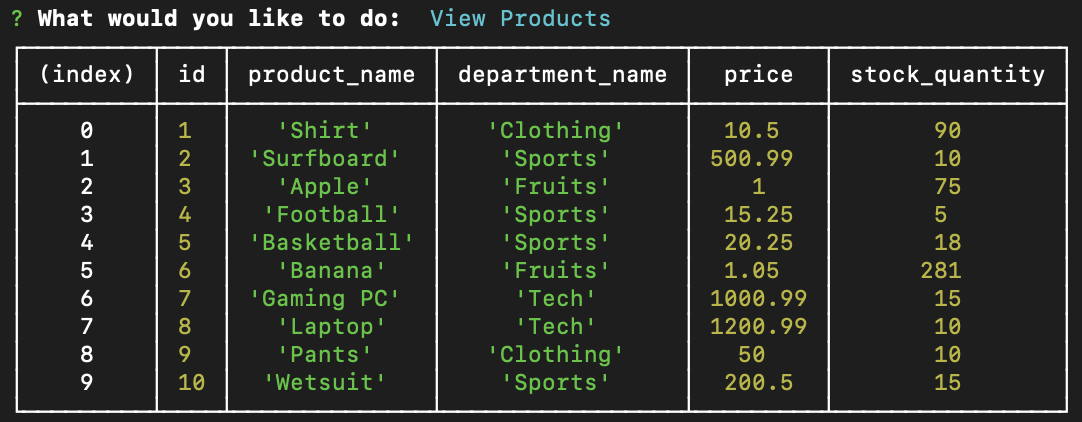 ? What would you like to do: View Products
(index) id product_name department_name price stock_quantity
0 1 'Shirt' 'Clothing' 10.5 90
1 2 'Surfboard' 'Sports' 500.99 10
2 3 'Apple' 'Fruits' 1 75
3 4 'Football' 'Sports' 15.25 5
4 5 'Basketball' 'Sports' 20.25 18
5 6 'Banana' 'Fruits' 1.05 281
6 7 'Gaming PC' 'Tech' 1000.99 15
7 8 'Laptop' 'Tech' 1200.99 10
8 9 'Pants' 'Clothing' 50 10
9 10 'Wetsuit' 'Sports' 200.5 15